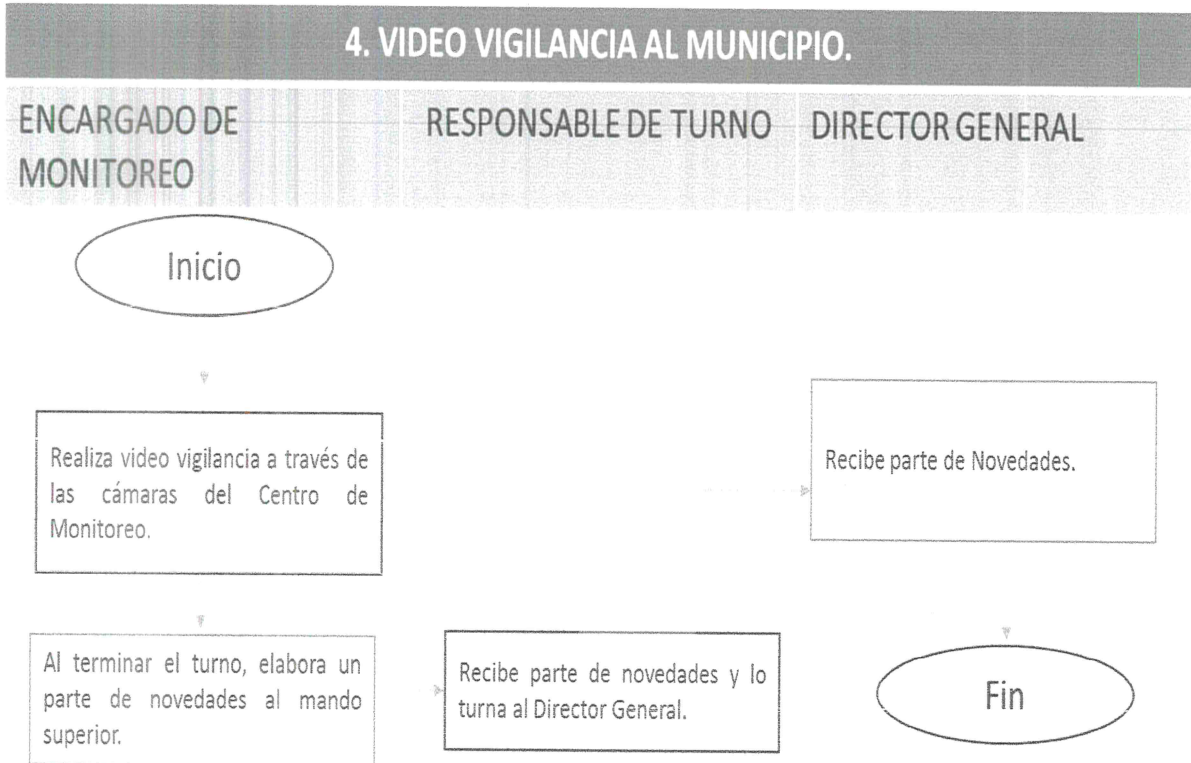 4. VIDEO VIGILANCIA AL MUNICIPIO.
ENCARGADO DE
MONITOREO
RESPONSABLE DE TURNO
DIRECTOR GENERAL
Inicio
Realiza video vigilancia a través de
las cámaras del Centro de
Monitoreo.
Al terminar el turno, elabora un
parte de novedades al mando
superior.
Recibe parte de novedades y lo
turna al Director General.
Recibe parte de Novedades.
Fin